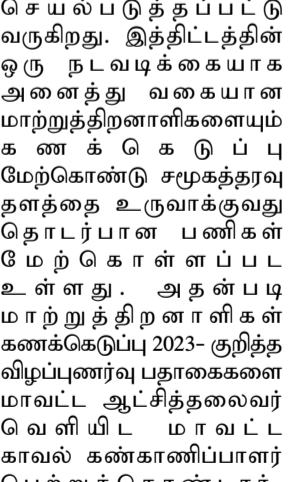 செயல்படுத்தப்பட்டு
வருகிறது. இத்திட்டத்தின்
ஒரு நடவடிக்கையாக
அனைத்து வகையான
மாற்றுத்திறனாளிகளையும்
கணக்கெடுப்பு
மேற்கொண்டு சமூகத்தரவு
தளத்தை உருவாக்குவது
தொடர்பான பணிகள்
மேற்கொள்ளப்பட
உள்ளது. அதன்படி
மாற்றுத்திறனாளிகள்
கணக்கெடுப்பு 2023- குறித்த
விழப்புணர்வு பதாகைகளை
மாவட்ட ஆட்சித்தலைவர்
வெளியிட மாவட்ட
காவல் கண்காணிப்பாளர்